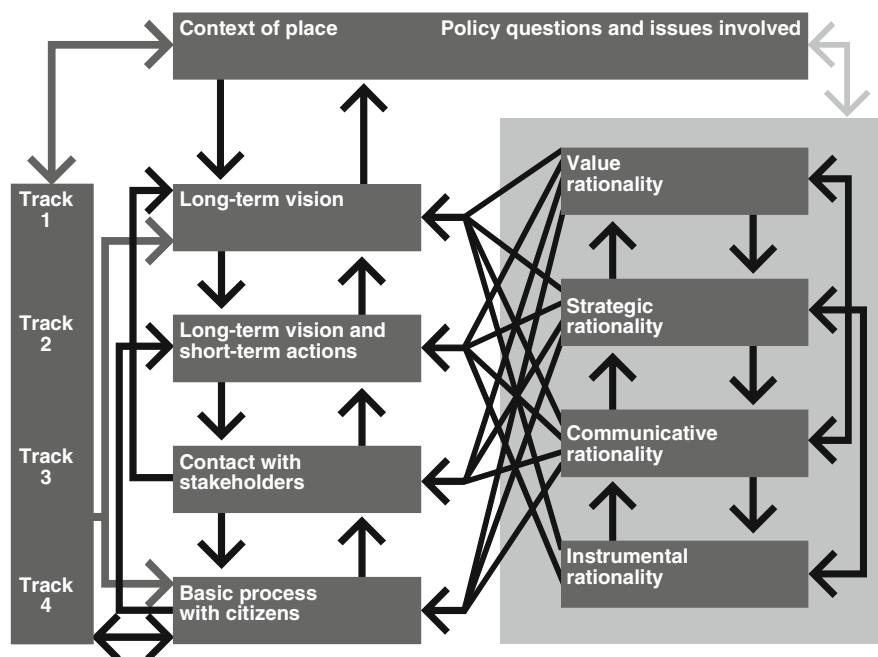 Context of place
Policy questions and issues involved
Track
1
Long-term vision
Value
rationality
Track
2
Long-term vision and
short-term actions
Strategic
rationality
Track
3
Contact with
stakeholders
Communicative
rationality
Track
4
Basic process
with citizens
Instrumental
rationality